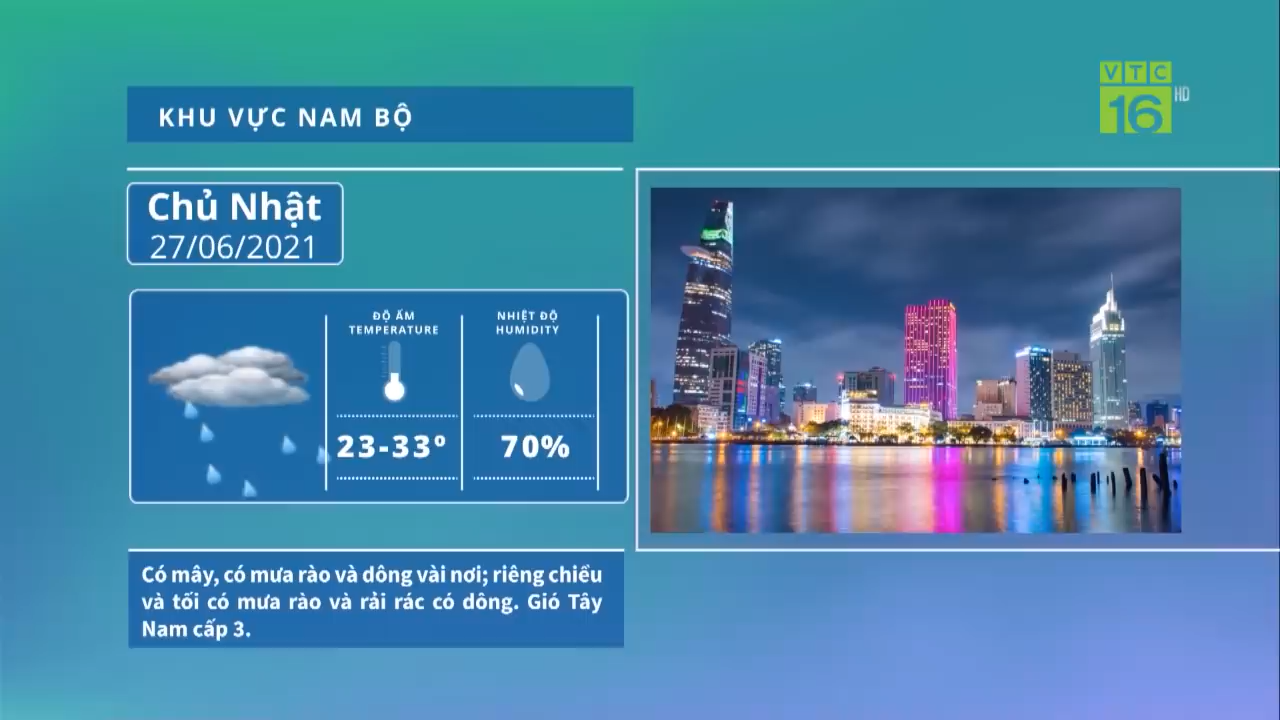 KHU VỰC NAM BỘ
VTC
16
HD
Chủ Nhật
27/06/2021
ĐỘ ẨM
TEMPERATURE
NHIỆT ĐỘ
HUMIDITY
23-33º
70%
Có mây, có mưa rào và dông vài nơi; riêng chiều
và tối có mưa rào và rải rác có dông. Gió Tây
Nam cấp 3.